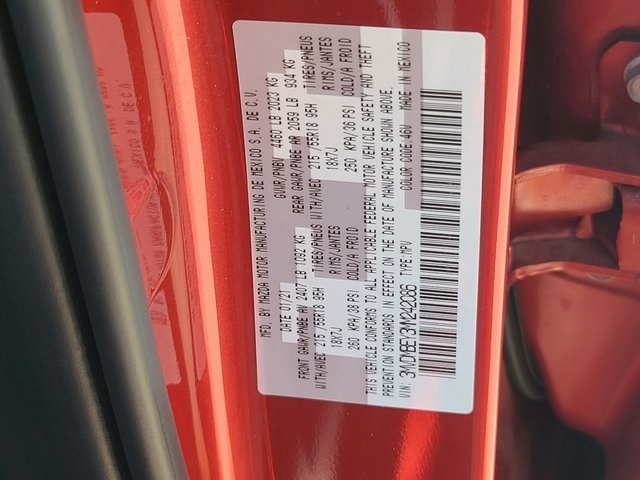 MFD. BY MAZDA MOTOR MANUFACTURING DE MEXICO S.A. DE C.V.
DATE 01/21 GVWR/PNBV 4460 LB 2023 KG
FRONT GAWR/PNBE AV 2407 LB 1092 KG REAR GAWR/PNBE AR 2059 LB 934 KG
WITH/AVEC 215 /55R18 95H TIRES/PNEUS WITH/AVEC 215 /55R18 95H TIRES/PNEUS
18X7J RIMS/JANTES 18X7J RIMS/JANTES
260 KPA/38 PSI COLD/A FROID 250 KPA/36 PSI COLD/A FROID
THIS VEHICLE CONFORMS TO ALL APPLICABLE FEDERAL MOTOR VEHICLE SAFETY AND THEFT
PREVENTION STANDARDS IN EFFECT ON THE DATE OF MANUFACTURE SHOWN ABOVE.
VIN: TYPE:MPV COLOR CODE:46V MADE IN MEXICO